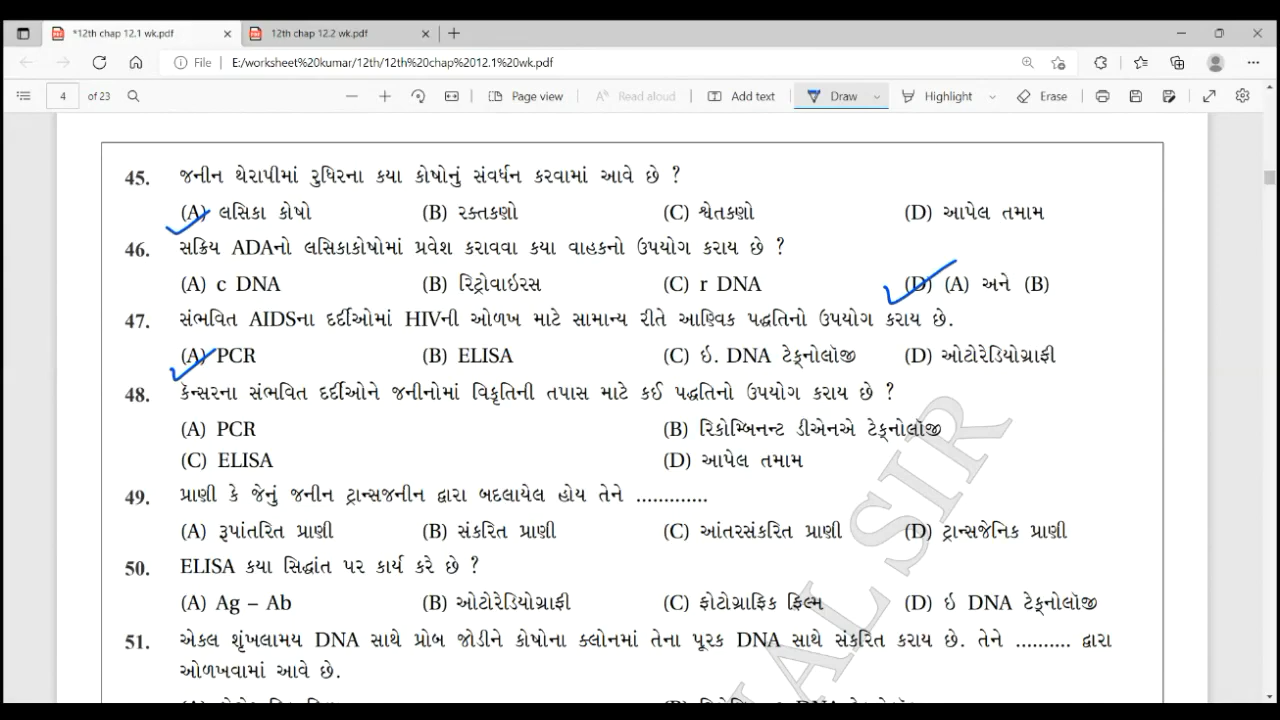 *12th chap 12.1 wk.pdf
12th chap 12.2 wk.pdf
File E:/worksheet%20kumar/12th/12th%20chap%2012.1%20wk.pdf
4 of 23 Page view Read aloud Add text Draw Highlight Erase
45. જનીન થેરાપીમાં રુધિરના કયા કોષોનું સંવર્ધન કરવામાં આવે છે ?
(A) લસિકા કોષો (B) રક્તકણો (C) શ્વેતકણો (D) આપેલ તમામ
46. સક્રિય ADAનો લસિકાકોષોમાં પ્રવેશ કરાવવા કયા વાહકનો ઉપયોગ કરાય છે ?
(A) c DNA (B) રિટ્રોવાઇરસ (C) r DNA (D) (A) અને (B)
47. સંભવિત AIDSના દર્દીઓમાં HIVની ઓળખ માટે સામાન્ય રીતે આણ્વિક પદ્ધતિનો ઉપયોગ કરાય છે.
(A) PCR (B) ELISA (C) ઇ. DNA ટેક્નોલૉજી (D) ઓટોરેડિયોગ્રાફી
48. કૅન્સરના સંભવિત દર્દીઓને જનીનોમાં વિકૃતિની તપાસ માટે કઈ પદ્ધતિનો ઉપયોગ કરાય છે ?
(A) PCR (B) રિકોમ્બિનન્ટ ડીએનએ ટેક્નોલૉજી
(C) ELISA (D) આપેલ તમામ
49. પ્રાણી કે જેનું જનીન ટ્રાન્સજનીન દ્વારા બદલાયેલ હોય તેને .............
(A) રૂપાંતરિત પ્રાણી (B) સંકરિત પ્રાણી (C) આંતરસંકરિત પ્રાણી (D) ટ્રાન્સજેનિક પ્રાણી
50. ELISA કયા સિદ્ધાંત પર કાર્ય કરે છે ?
(A) Ag – Ab (B) ઓટોરેડિયોગ્રાફી (C) ફોટોગ્રાફિક ફિલ્મ (D) ઇ DNA ટેક્નોલૉજી
51. એકલ શૃંખલામય DNA સાથે પ્રોબ જોડીને કોષોના ક્લોનમાં તેના પૂરક DNA સાથે સંકરિત કરાય છે. તેને .......... દ્વારા
ઓળખવામાં આવે છે.
AL SIR